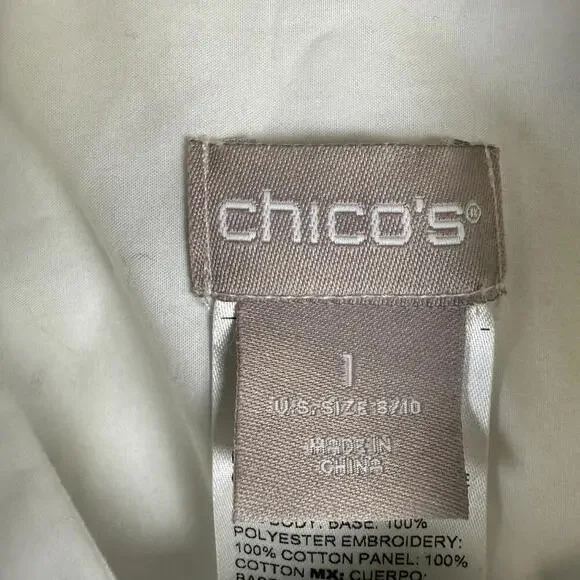 chico's®
1
U.S. SIZE 8/10
MADE IN
CHINA
BODY: BASE: 100%
POLYESTER EMBROIDERY:
100% COTTON PANEL: 100%
COTTON MX: CUERPO: